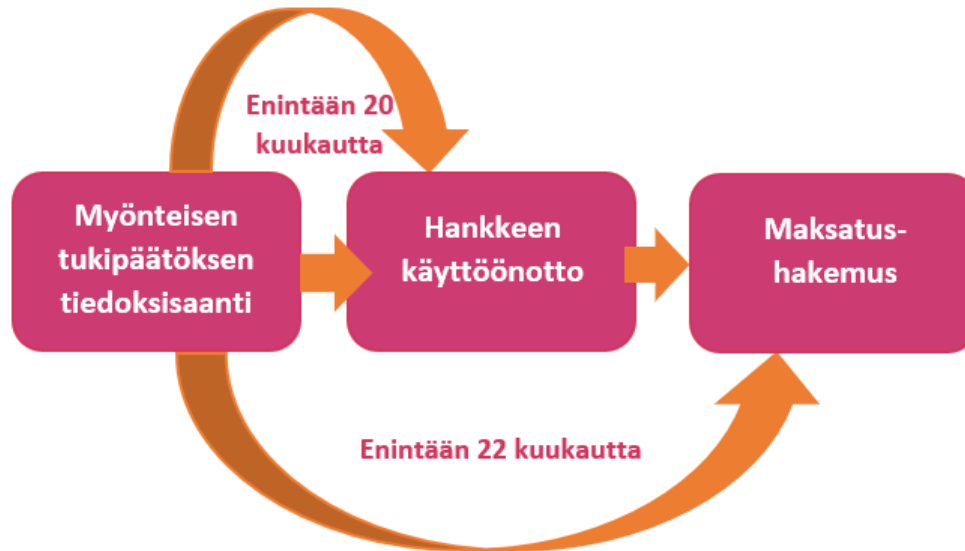 Enintään 20
kuukautta
Myönteisen
tukipäätöksen
tiedoksisaanti
Hankkeen
käyttöönotto
Maksatus-
hakemus
Enintään 22 kuukautta